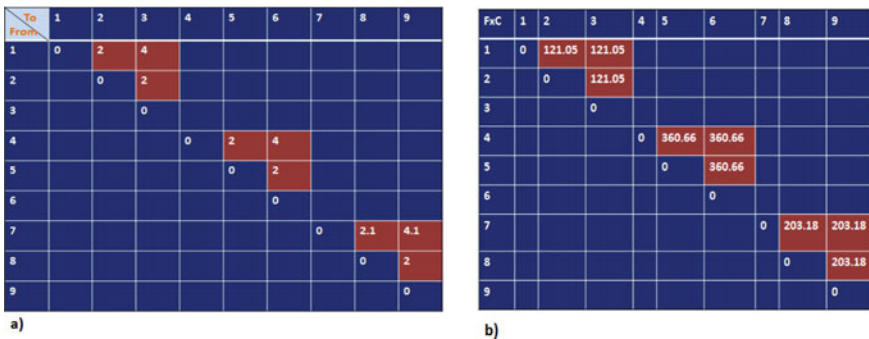 To
From
1 2 3 4 5 6 7 8 9
1 0 2 4
2 0 2
3 0
4 0 2 4
5 0 2
6 0
7 0 2.1 4.1
8 0 2
9 0
a)
FxC 1 2 3 4 5 6 7 8 9
1 0 121.05 121.05
2 0 121.05
3 0
4 0 360.66 360.66
5 0 360.66
6 0
7 0 203.18 203.18
8 0 203.18
9 0
b)